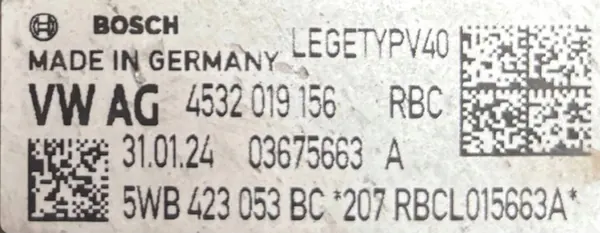 BOSCH
MADE IN GERMANY LEGETYPV40
VW AG 4532 019 156 RBC
31.01.24 03675663 A
5WB 423 053 BC *207 RBCL015663A*